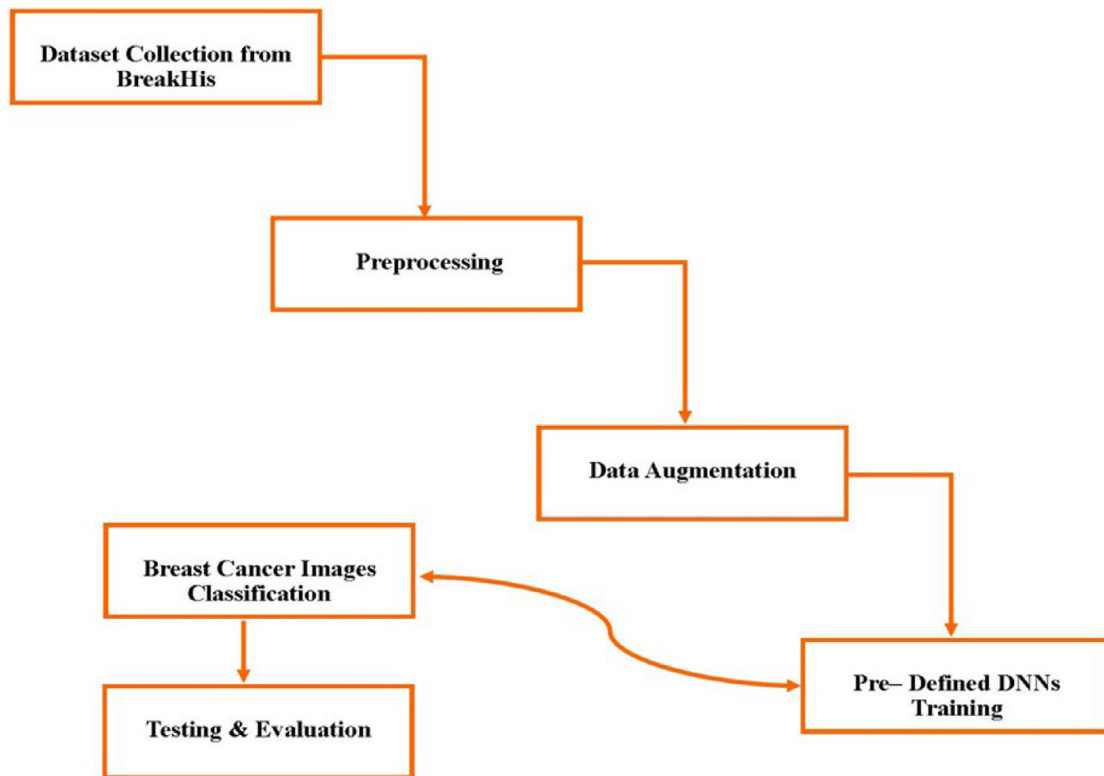 Dataset Collection from
BreakHis
Preprocessing
Data Augmentation
Pre– Defined DNNs
Training
Breast Cancer Images
Classification
Testing & Evaluation